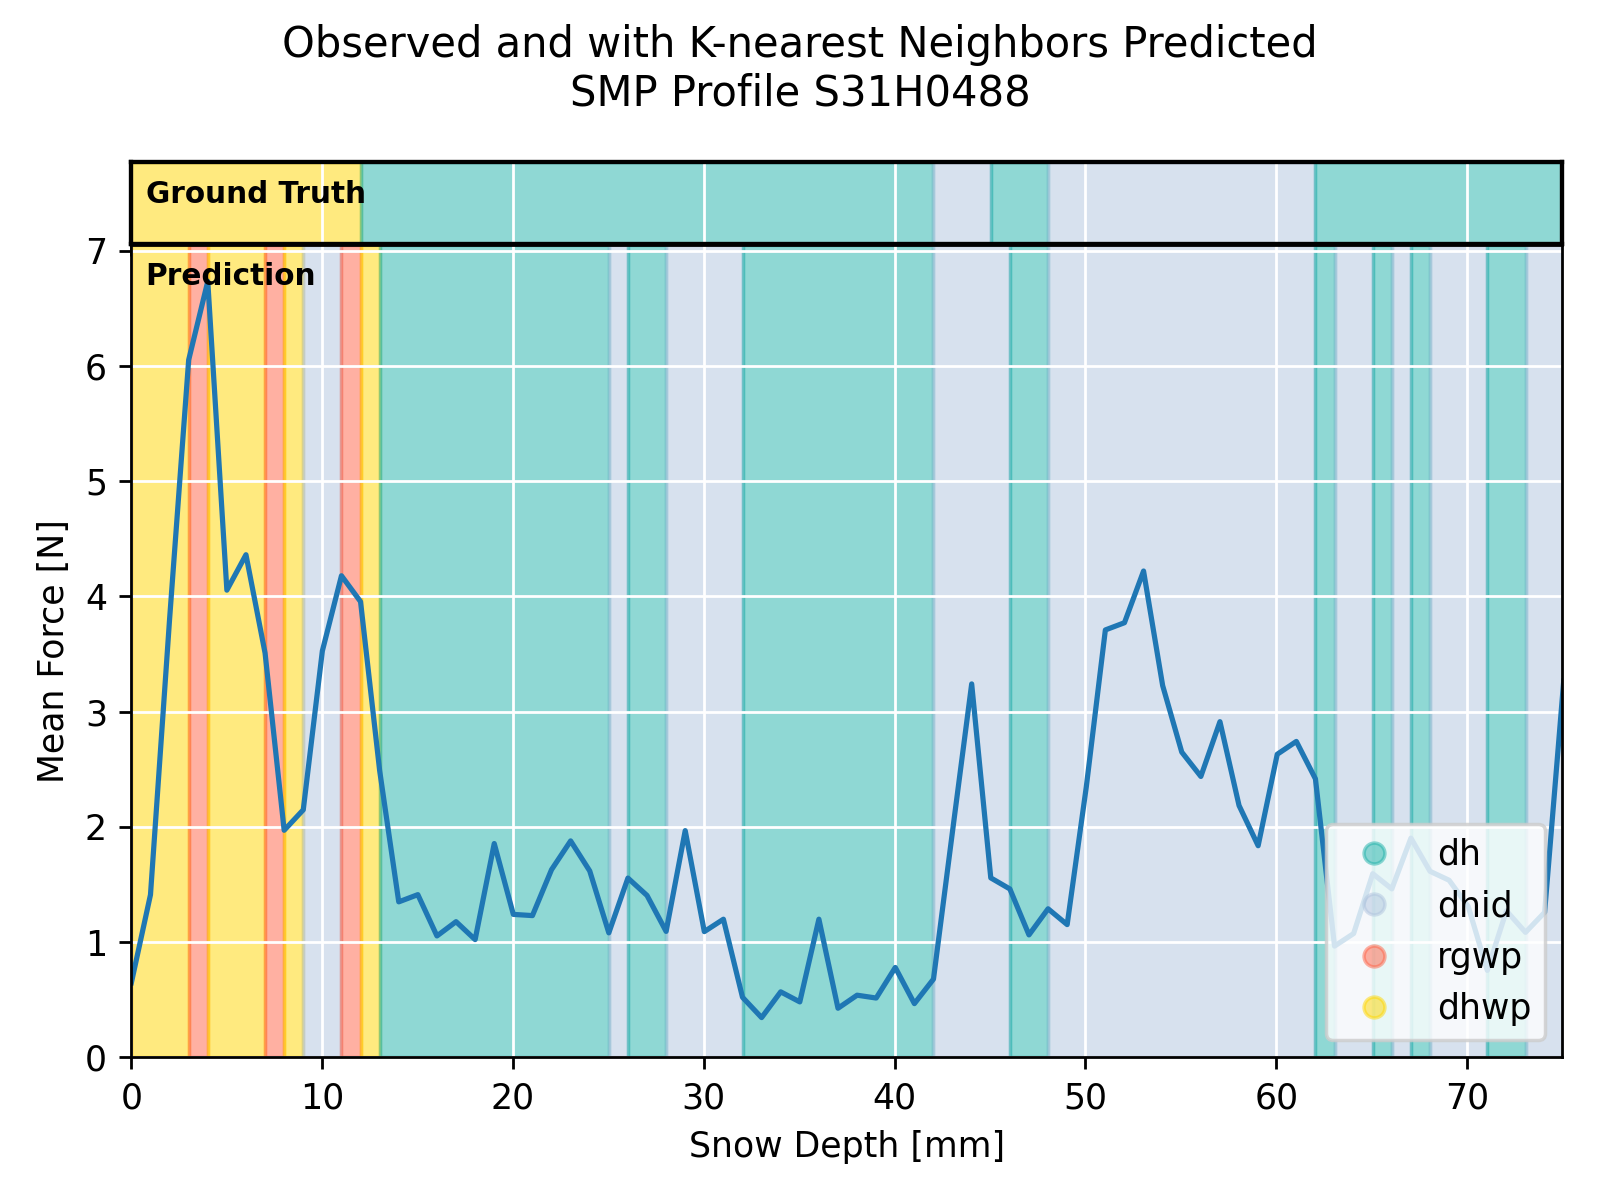 Observed and with K-nearest Neighbors Predicted
SMP Profile S31H0488
Ground Truth
Prediction
7
6
5
4
3
2
1
0
Mean Force [N]
dh
dhid
rgwp
dhwp
0 10 20 30 40 50 60 70
Snow Depth [mm]